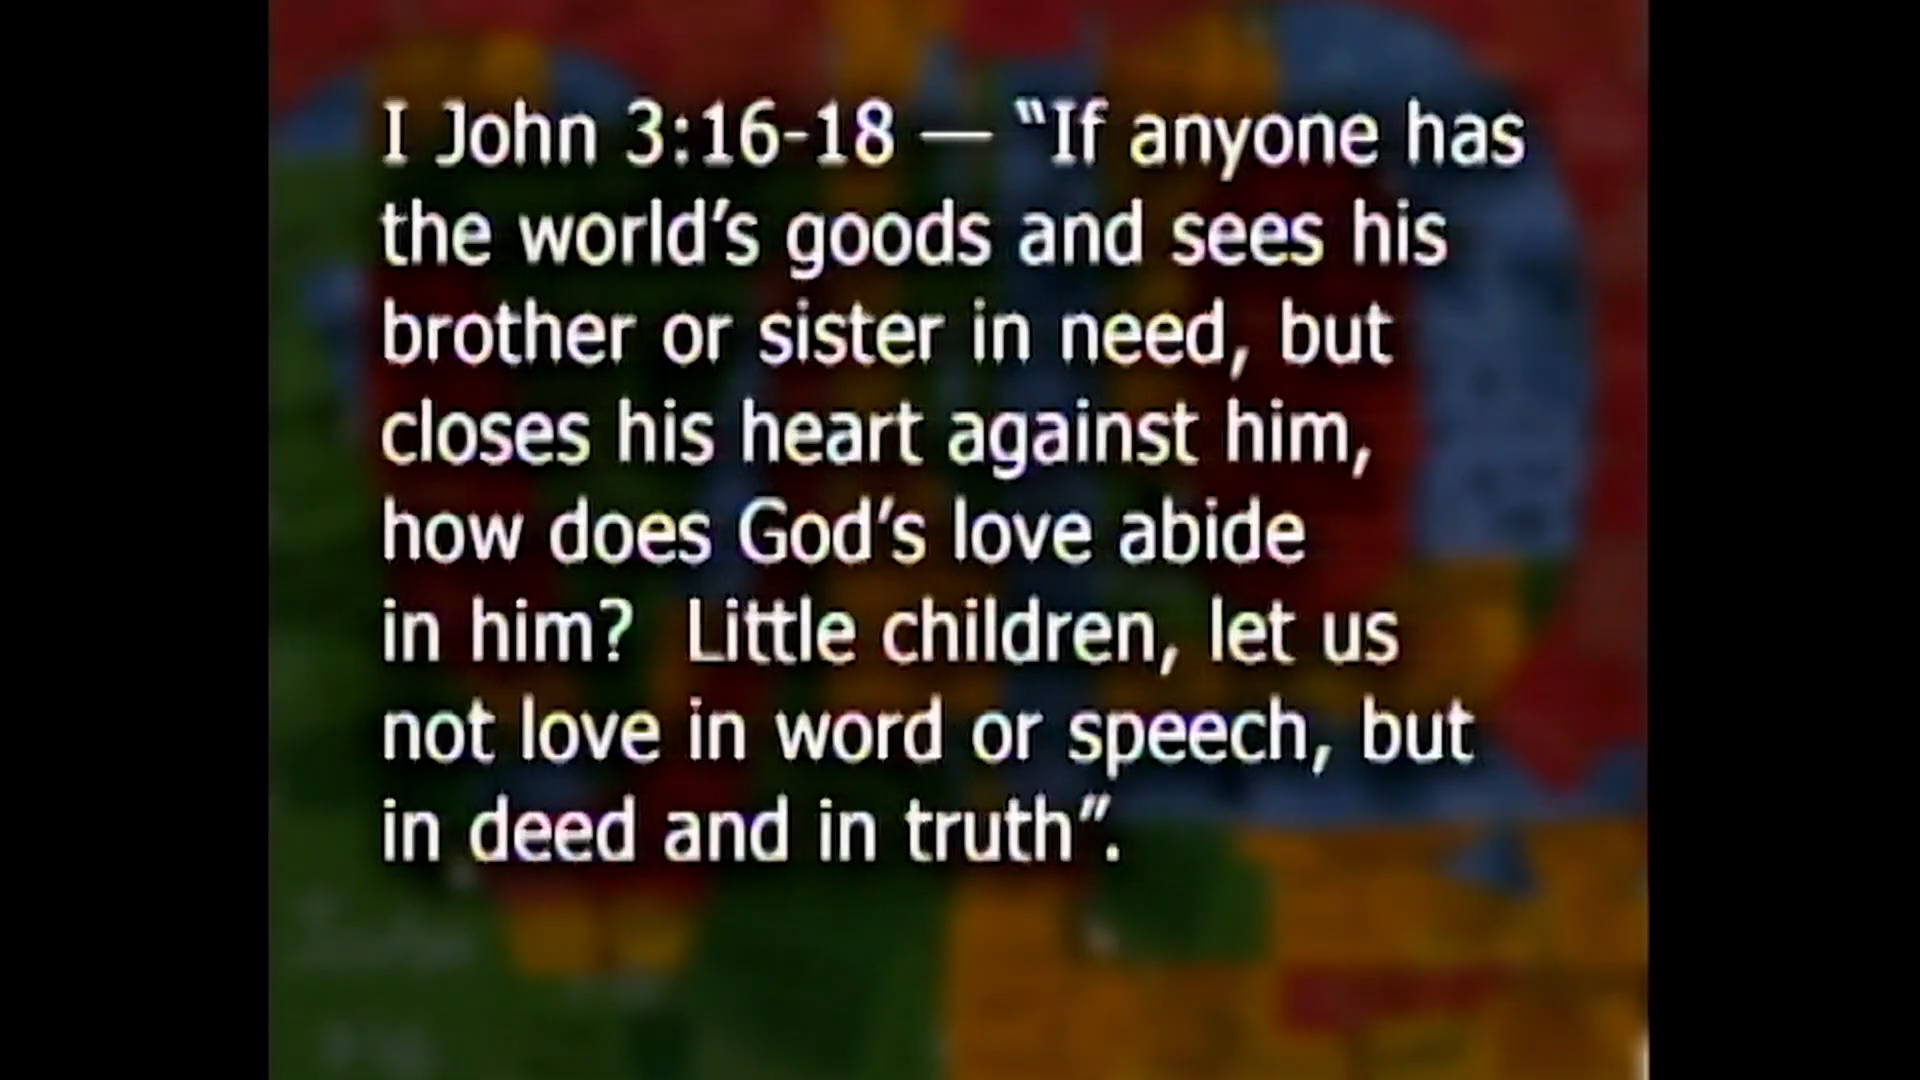 I John 3:16-18 — “If anyone has
the world’s goods and sees his
brother or sister in need, but
closes his heart against him,
how does God’s love abide
in him?  Little children, let us
not love in word or speech, but
in deed and in truth”.